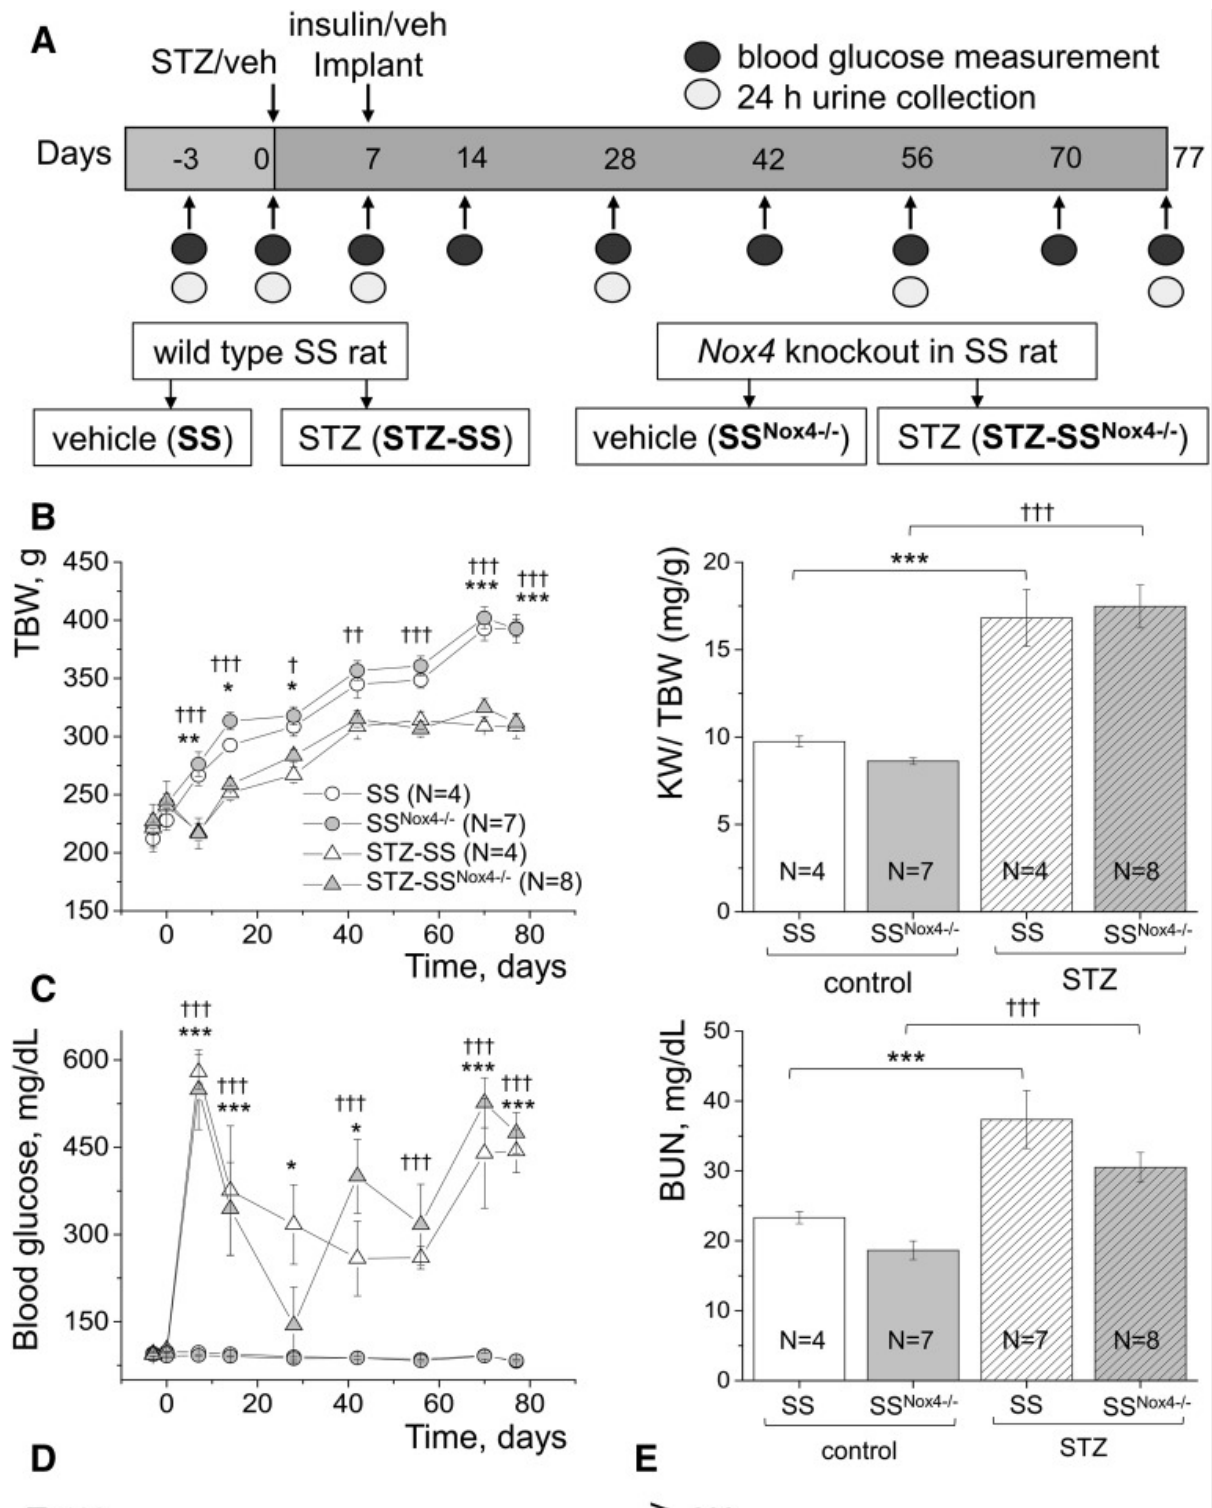 A
STZ/veh
insulin/veh
Implant
blood glucose measurement
24 h urine collection
Days -3 0 7 14 28 42 56 70 77
wild type SS rat
Nox4 knockout in SS rat
vehicle (SS)
STZ (STZ-SS)
vehicle (SSNox4-/-)
STZ (STZ-SSNox4-/-)
B
TBW, g
450
400
350
300
250
200
150
†††
**
†††
*
†
*
††
†††
†††
***
†††
***
SS (N=4)
SSNox4-/- (N=7)
STZ-SS (N=4)
STZ-SSNox4-/- (N=8)
0 20 40 60 80
Time, days
KW/ TBW (mg/g)
20
15
10
5
0
***
†††
N=4 N=7 N=4 N=8
SS SSNox4-/- SS SSNox4-/-
control STZ
C
Blood glucose, mg/dL
600
450
300
150
†††
***
†††
***
*
†††
*
†††
†††
***
†††
***
0 20 40 60 80
Time, days
BUN, mg/dL
50
40
30
20
10
0
***
†††
N=4 N=7 N=7 N=8
SS SSNox4-/- SS SSNox4-/-
control STZ
D
E